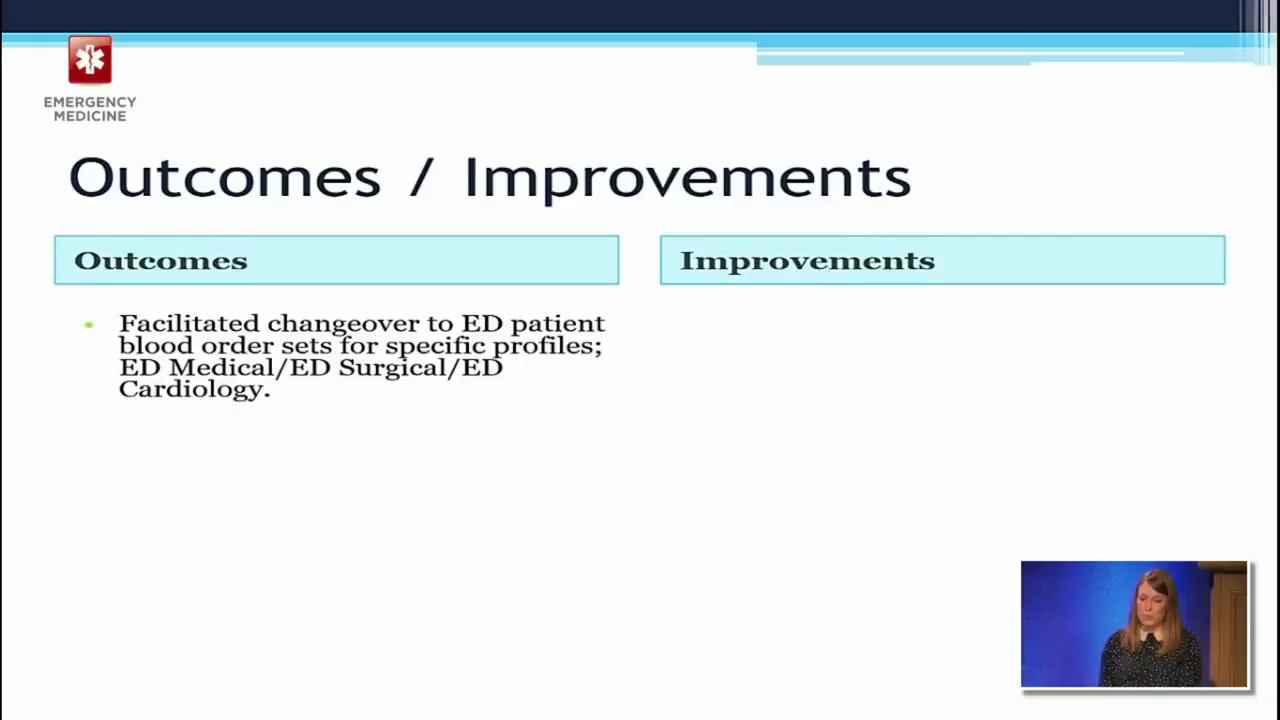 EMERGENCY
MEDICINE
Outcomes / Improvements
Outcomes
Improvements
Facilitated changeover to ED patient
blood order sets for specific profiles;
ED Medical/ED Surgical/ED
Cardiology.